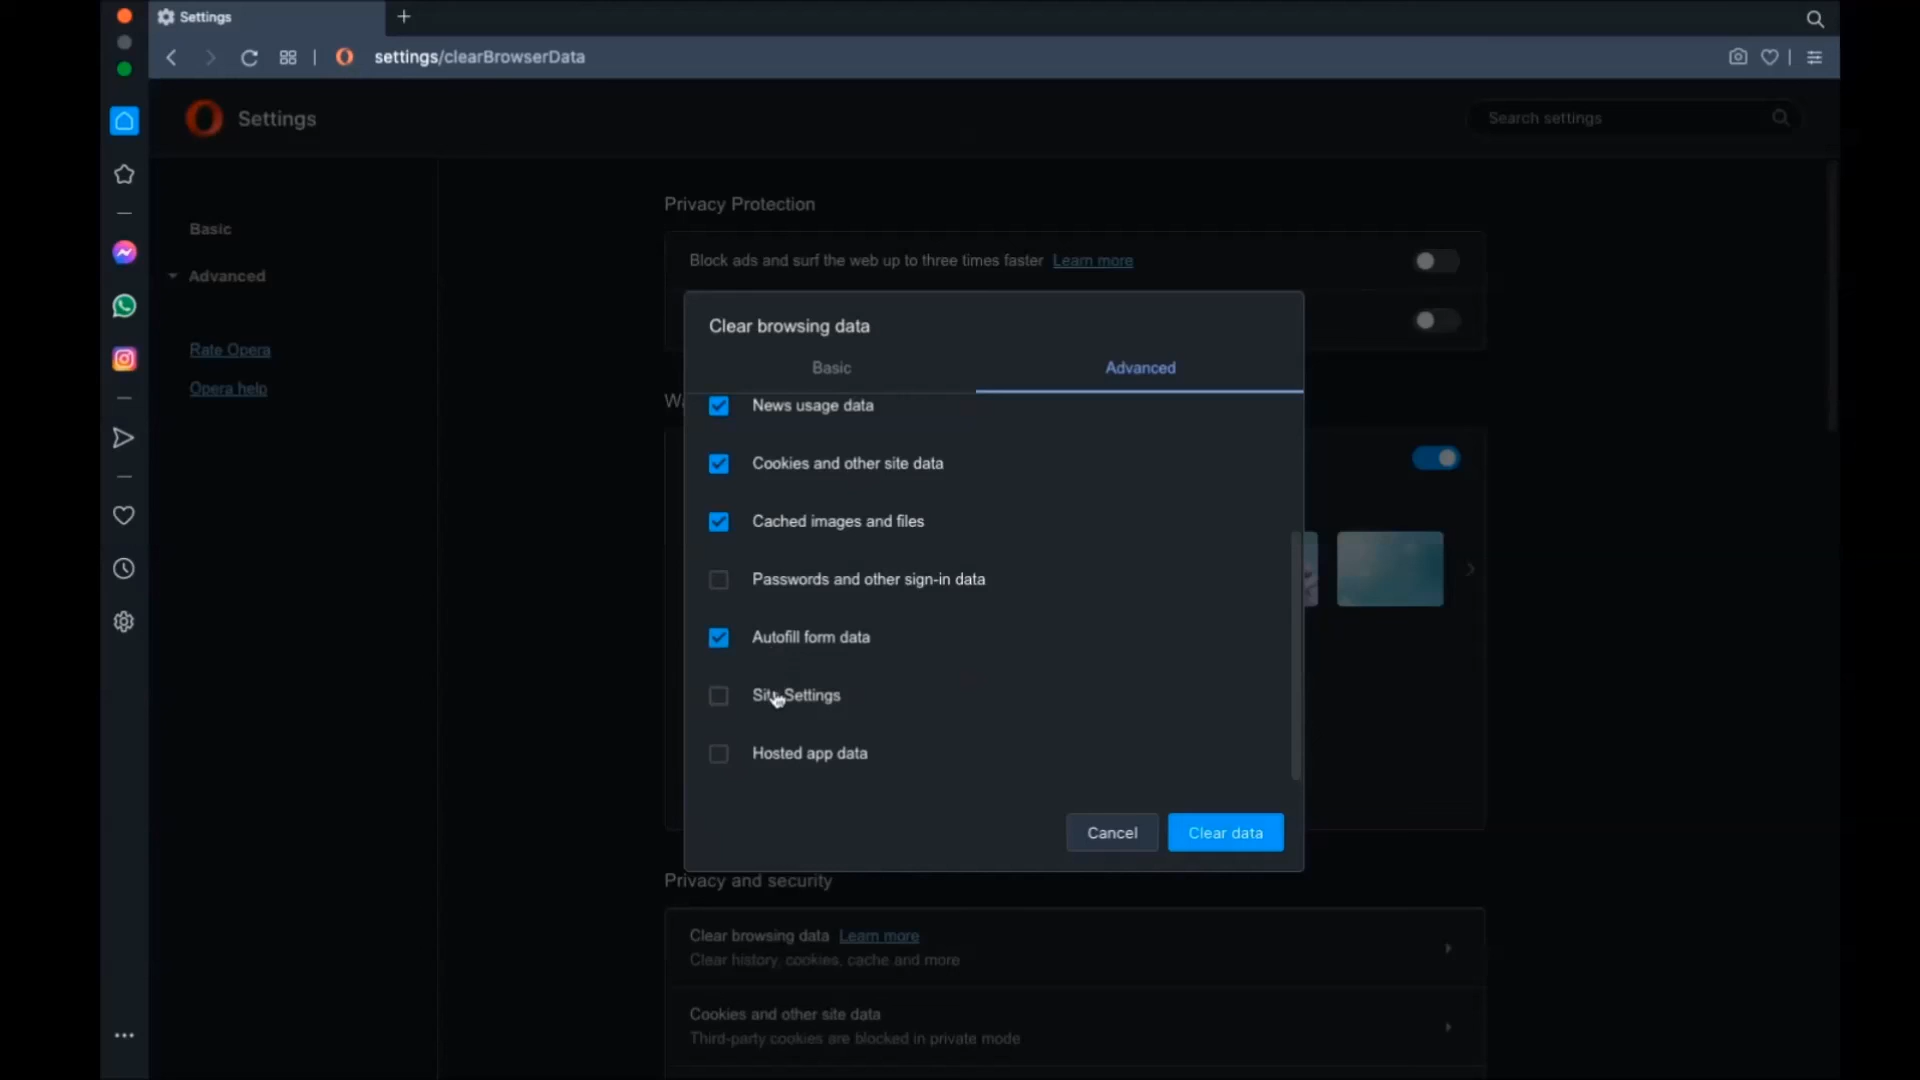 Settings
settings/clearBrowserData
Settings
Search settings
Basic
Advanced
Rate Opera
Opera help
Privacy Protection
Block ads and surf the web up to three times faster Learn more
Clear browsing data
Basic
Advanced
News usage data
Cookies and other site data
Cached images and files
Passwords and other sign-in data
Autofill form data
Site Settings
Hosted app data
Cancel
Clear data
Privacy and security
Clear browsing data Learn more
Clear history, cookies, cache and more
Cookies and other site data
Third-party cookies are blocked in private mode